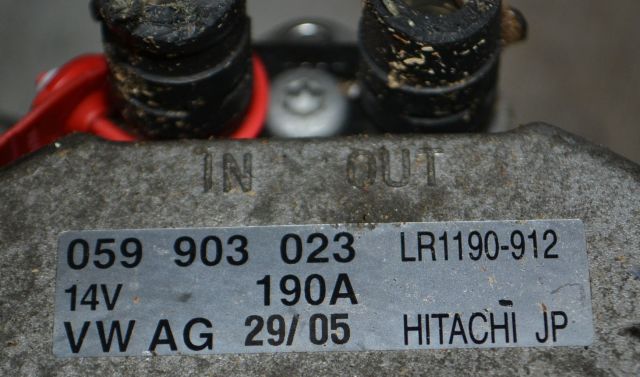 IN OUT
059 903 023 LR1190-912
14V 190A
VW AG 29/05 HITACHI JP